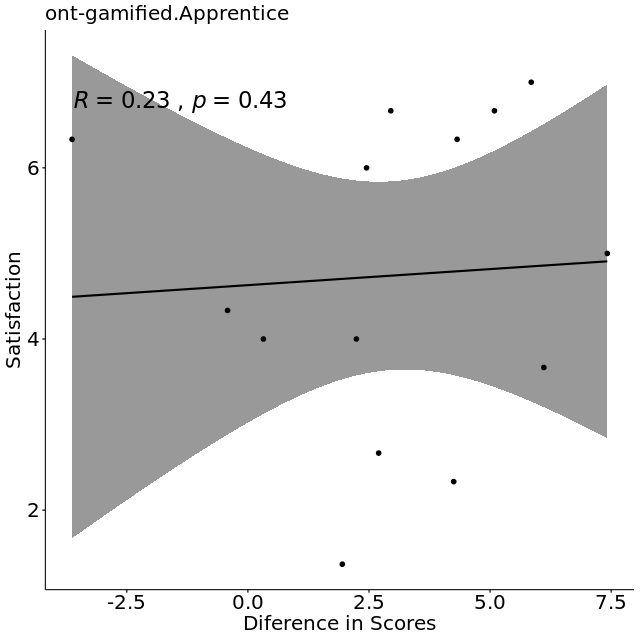 ont-gamified.Apprentice
R = 0.23 , p = 0.43
6
4
2
Satisfaction
-2.5 0.0 2.5 5.0 7.5
Diference in Scores